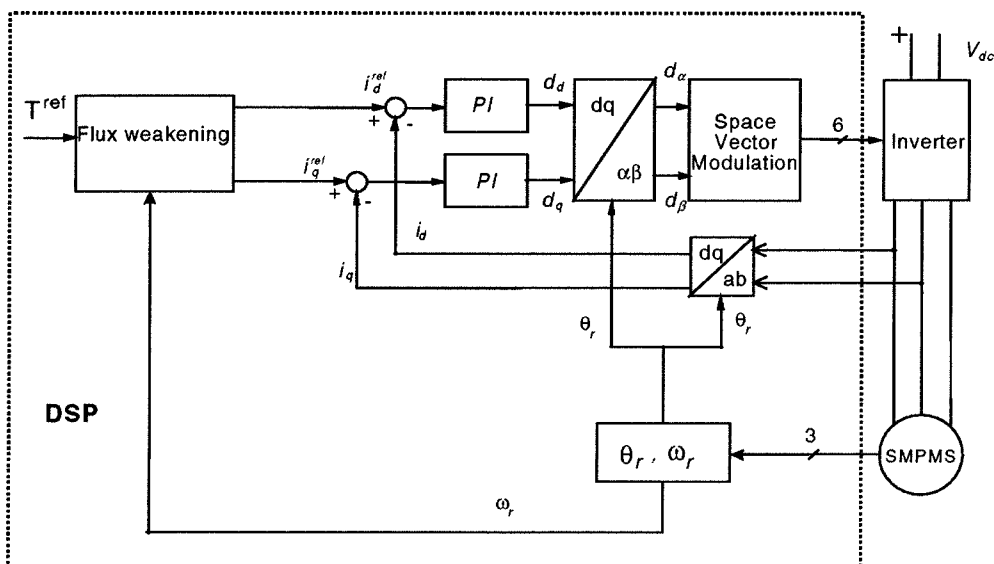 +
V_dc
T^ref
Flux weakening
i_d^ref
+
-
PI
d_d
dq
αβ
d_α
Space
Vector
Modulation
6
Inverter
i_q^ref
+
-
PI
d_q
d_β
i_d
i_q
dq
ab
θ_r
θ_r
DSP
θ_r , ω_r
3
SMPMS
ω_r